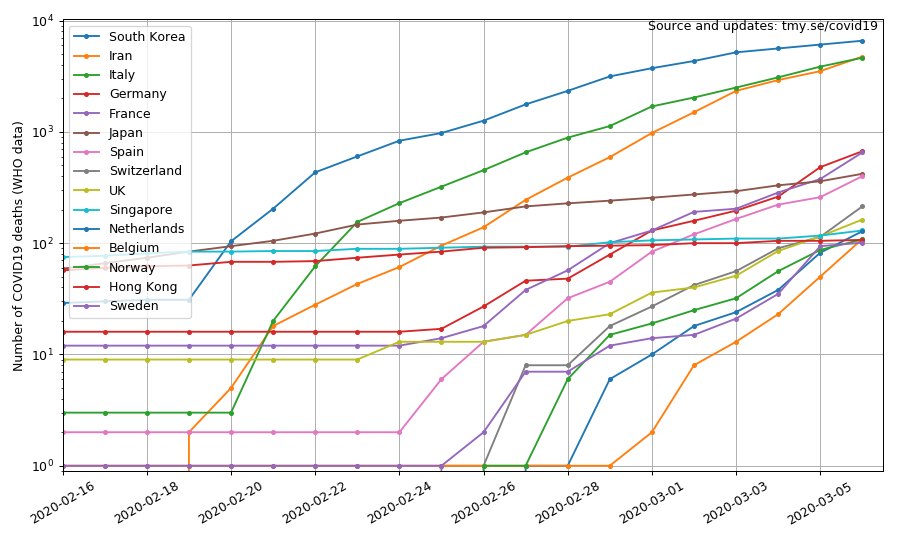 Source and updates: tmy.se/covid19
Number of COVID19 deaths (WHO data)
10⁴
10³
10²
10¹
10⁰
South Korea
Iran
Italy
Germany
France
Japan
Spain
Switzerland
UK
Singapore
Netherlands
Belgium
Norway
Hong Kong
Sweden
2020-02-16
2020-02-18
2020-02-20
2020-02-22
2020-02-24
2020-02-26
2020-02-28
2020-03-01
2020-03-03
2020-03-05